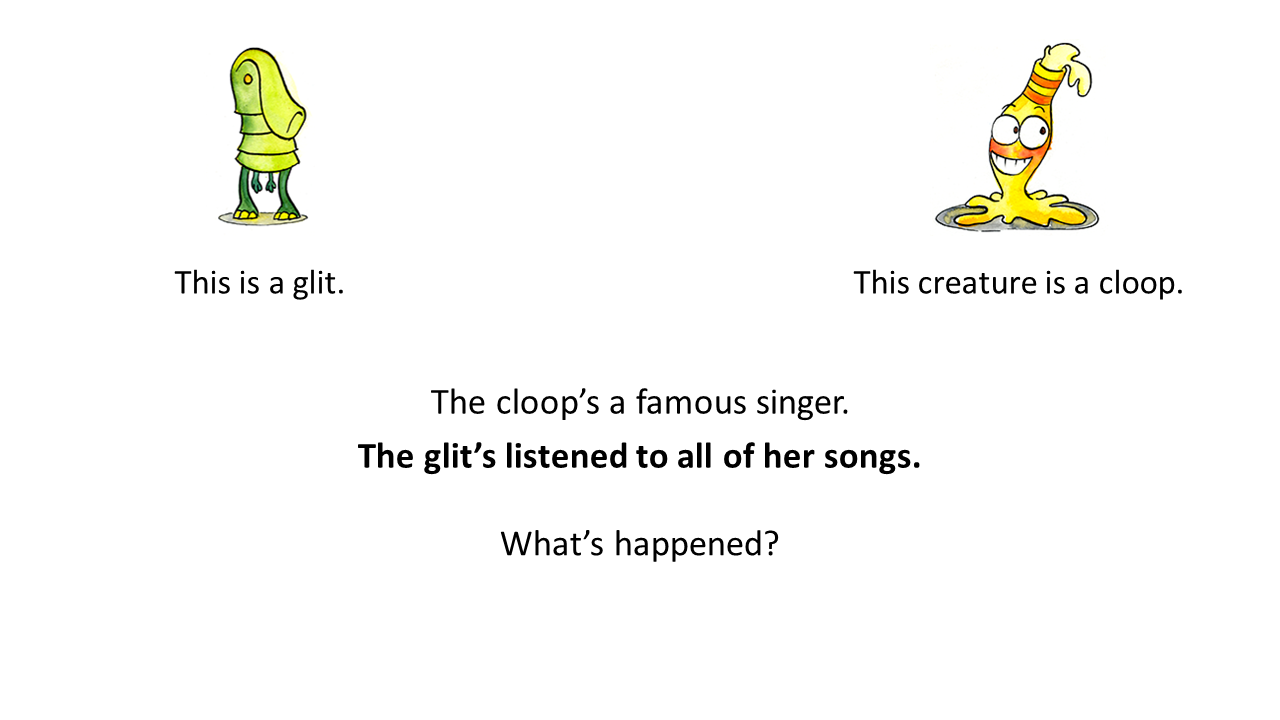 This is a glit.
This creature is a cloop.
The cloop’s a famous singer.
The glit’s listened to all of her songs.
What’s happened?